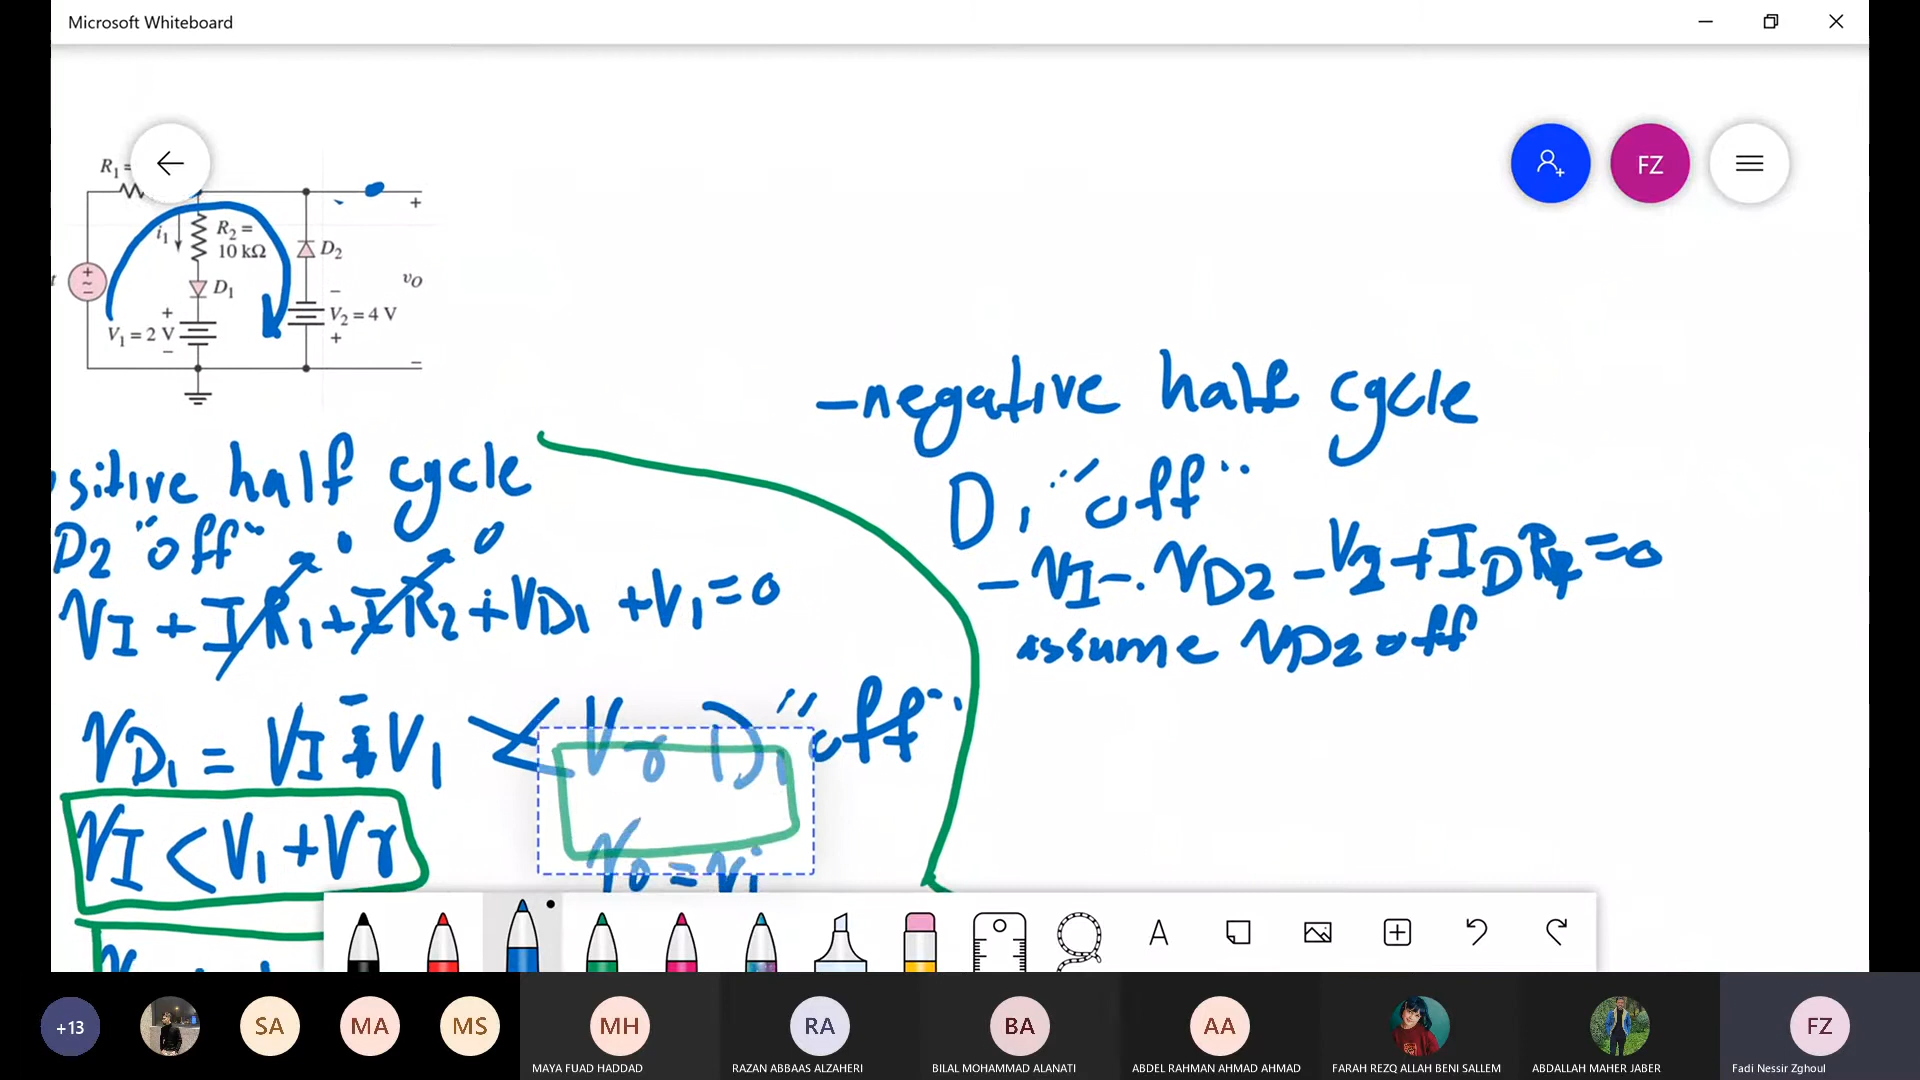 Microsoft Whiteboard
FZ
R₁ =
i₁
R₂ =
10 kΩ
D₁
D₂
+
~
−
+
V₁ = 2 V
−
−
V₂ = 4 V
+
+
vO
−
-negative half cycle
D₁ "off"
- VI - VD2 - V2 + ID R1 = 0
assume VD2 off
sitive half cycle
D2 "off"
VI + IR1 + IR2 + VD1 + V1 = 0
VD1 = VI - V1 < Vγ D1 "off"
VI < V1 + Vγ
vo = vi
+13
SA
MA
MS
MH
RA
BA
AA
FZ
MAYA FUAD HADDAD
RAZAN ABBAAS ALZAHERI
BILAL MOHAMMAD ALANATI
ABDEL RAHMAN AHMAD AHMAD
FARAH REZQ ALLAH BENI SALLEM
ABDALLAH MAHER JABER
Fadi Nessir Zghoul